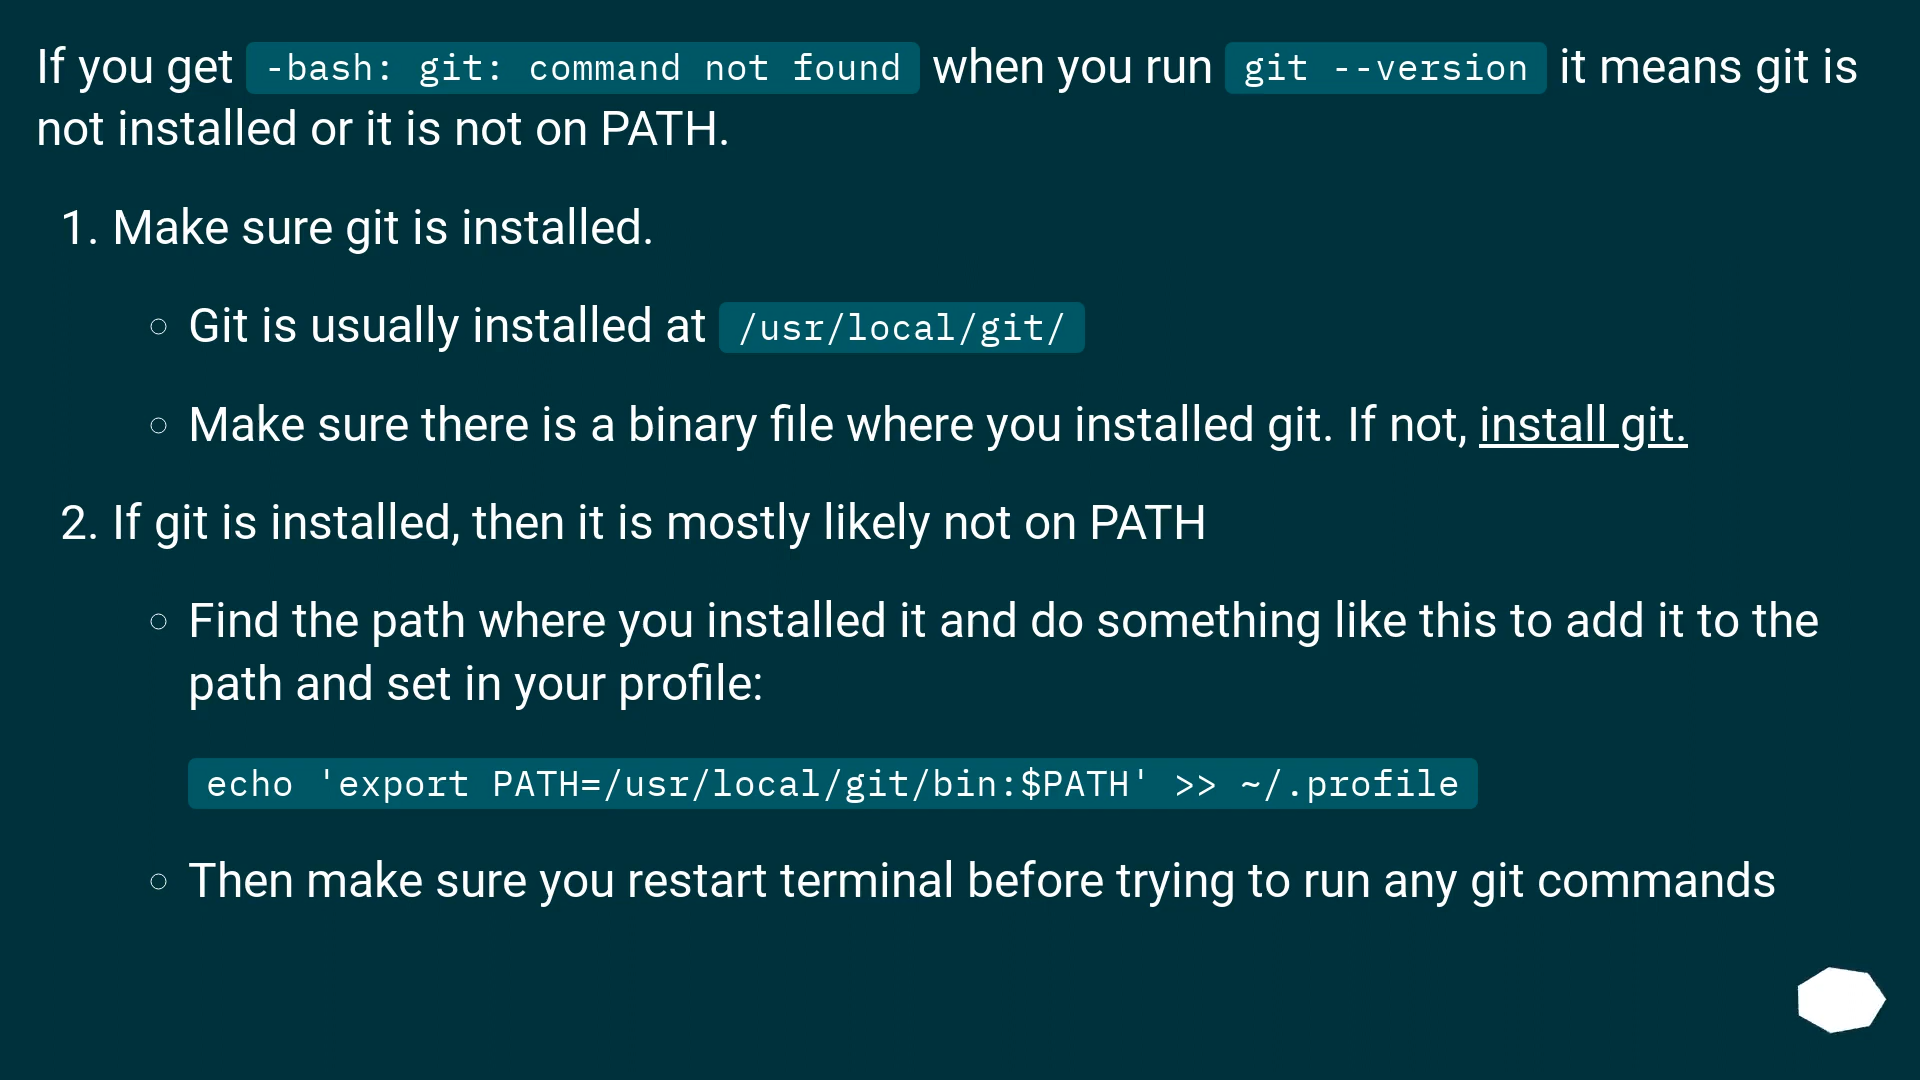 If you get -bash: git: command not found when you run git --version it means git is
not installed or it is not on PATH.
1. Make sure git is installed.
○ Git is usually installed at /usr/local/git/
○ Make sure there is a binary file where you installed git. If not, install git.
2. If git is installed, then it is mostly likely not on PATH
○ Find the path where you installed it and do something like this to add it to the
path and set in your profile:
echo 'export PATH=/usr/local/git/bin:$PATH' >> ~/.profile
○ Then make sure you restart terminal before trying to run any git commands